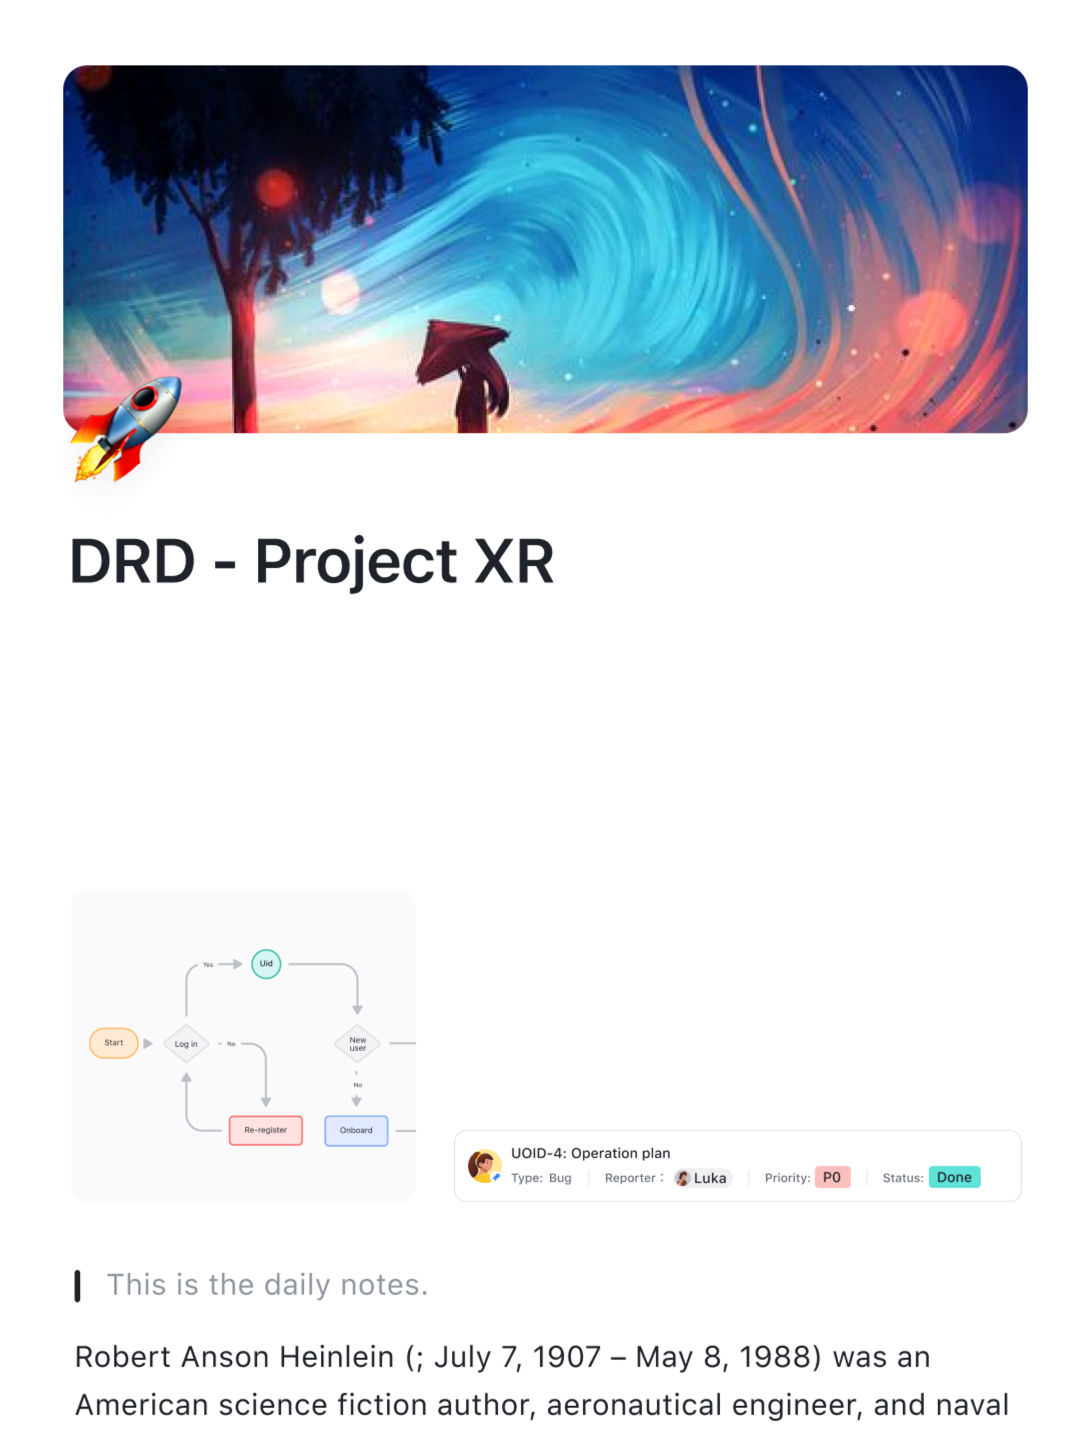 DRD - Project XR
Yes
Uid
Start
Log in
No
New
user
No
Re-register
Onboard
UOID-4: Operation plan
Type: Bug Reporter : Luka Priority: P0 Status: Done
This is the daily notes.
Robert Anson Heinlein (; July 7, 1907 – May 8, 1988) was an
American science fiction author, aeronautical engineer, and naval